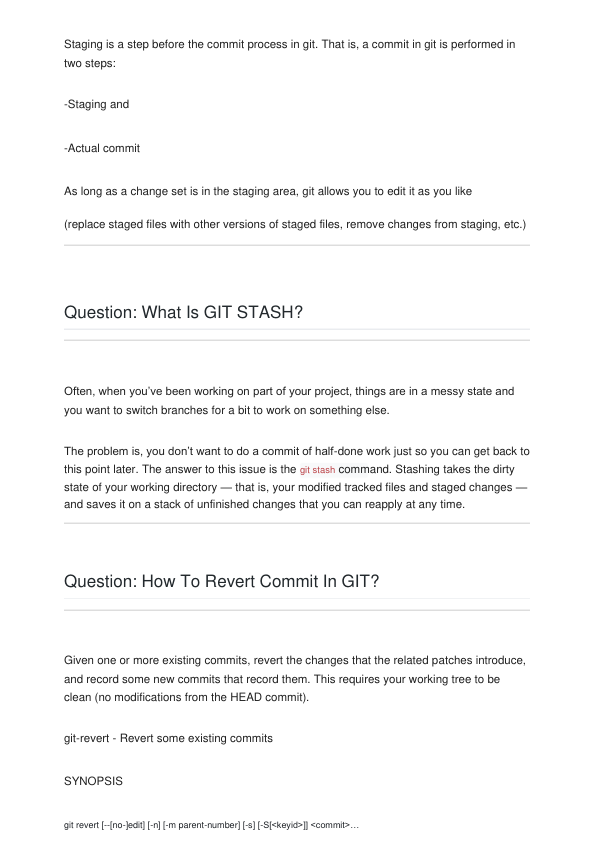 Staging is a step before the commit process in git. That is, a commit in git is performed in
two steps:
-Staging and
-Actual commit
As long as a change set is in the staging area, git allows you to edit it as you like
(replace staged files with other versions of staged files, remove changes from staging, etc.)
Question: What Is GIT STASH?
Often, when you’ve been working on part of your project, things are in a messy state and
you want to switch branches for a bit to work on something else.
The problem is, you don’t want to do a commit of half-done work just so you can get back to
this point later. The answer to this issue is the git stash command. Stashing takes the dirty
state of your working directory — that is, your modified tracked files and staged changes —
and saves it on a stack of unfinished changes that you can reapply at any time.
Question: How To Revert Commit In GIT?
Given one or more existing commits, revert the changes that the related patches introduce,
and record some new commits that record them. This requires your working tree to be
clean (no modifications from the HEAD commit).
git-revert - Revert some existing commits
SYNOPSIS
git revert [--[no-]edit] [-n] [-m parent-number] [-s] [-S[<keyid>]] <commit>…